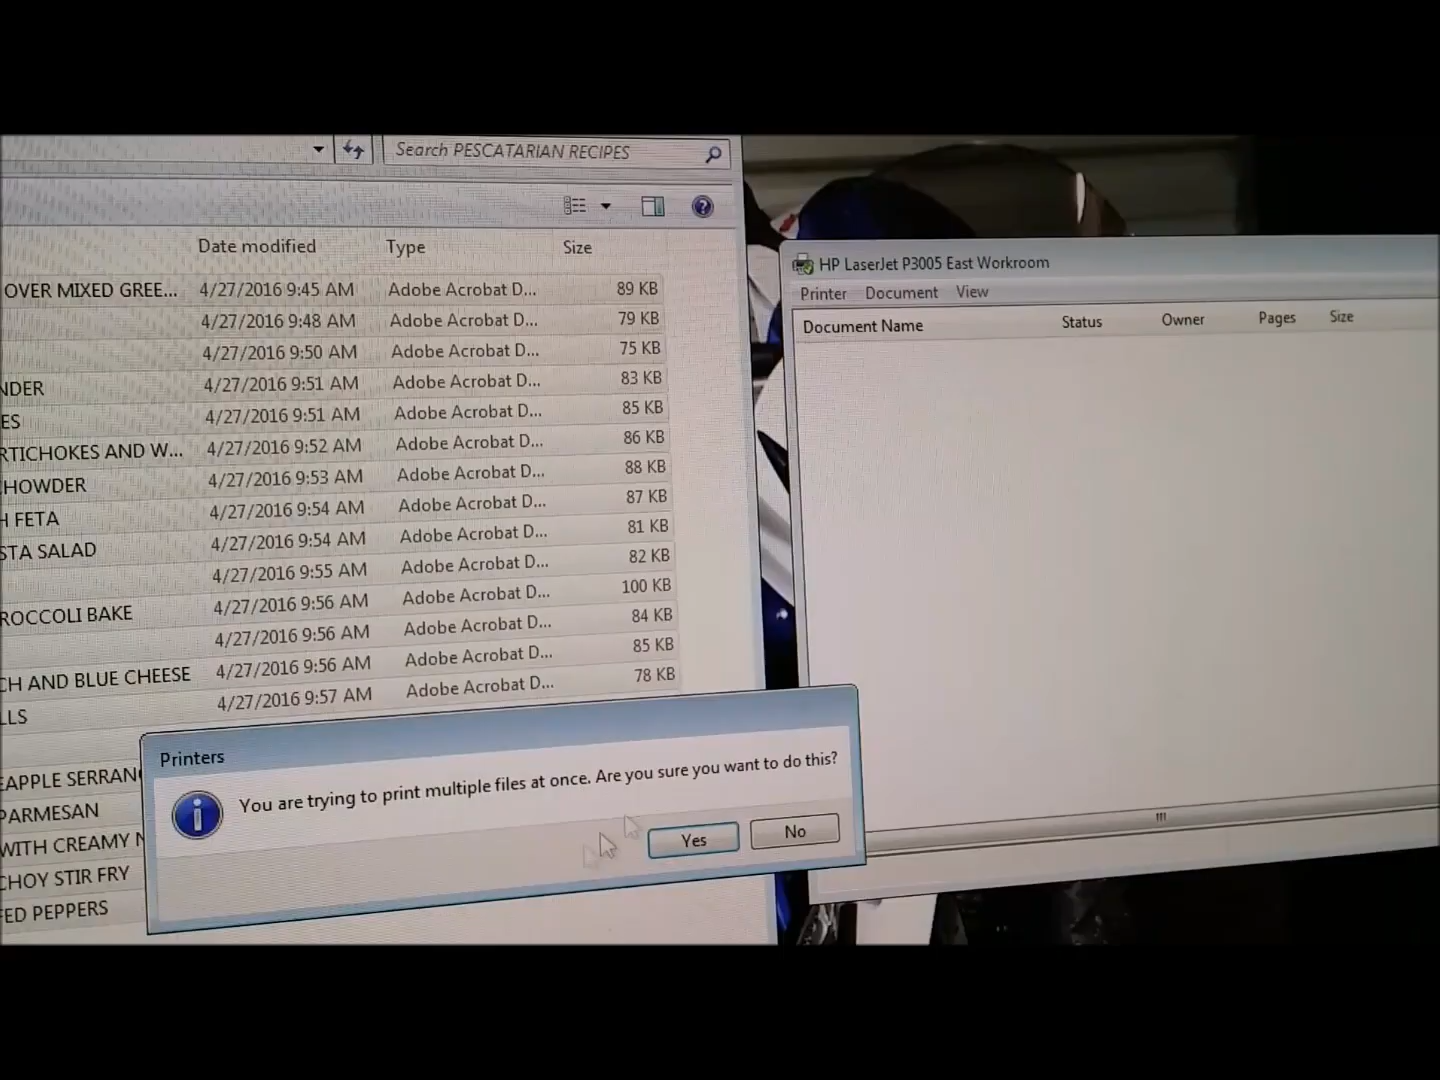 Search PESCATARIAN RECIPES
Date modified Type Size
OVER MIXED GREE... 4/27/2016 9:45 AM Adobe Acrobat D... 89 KB
4/27/2016 9:48 AM Adobe Acrobat D... 79 KB
4/27/2016 9:50 AM Adobe Acrobat D... 75 KB
NDER 4/27/2016 9:51 AM Adobe Acrobat D... 83 KB
ES 4/27/2016 9:51 AM Adobe Acrobat D... 85 KB
RTICHOKES AND W... 4/27/2016 9:52 AM Adobe Acrobat D... 86 KB
HOWDER 4/27/2016 9:53 AM Adobe Acrobat D... 88 KB
H FETA 4/27/2016 9:54 AM Adobe Acrobat D... 87 KB
STA SALAD 4/27/2016 9:54 AM Adobe Acrobat D... 81 KB
4/27/2016 9:55 AM Adobe Acrobat D... 82 KB
ROCCOLI BAKE 4/27/2016 9:56 AM Adobe Acrobat D... 100 KB
4/27/2016 9:56 AM Adobe Acrobat D... 84 KB
CH AND BLUE CHEESE 4/27/2016 9:56 AM Adobe Acrobat D... 85 KB
LLS 4/27/2016 9:57 AM Adobe Acrobat D... 78 KB
EAPPLE SERRAN
PARMESAN
WITH CREAMY
CHOY STIR FRY
FED PEPPERS
Printers
You are trying to print multiple files at once. Are you sure you want to do this?
Yes No
HP LaserJet P3005 East Workroom
Printer Document View
Document Name Status Owner Pages Size